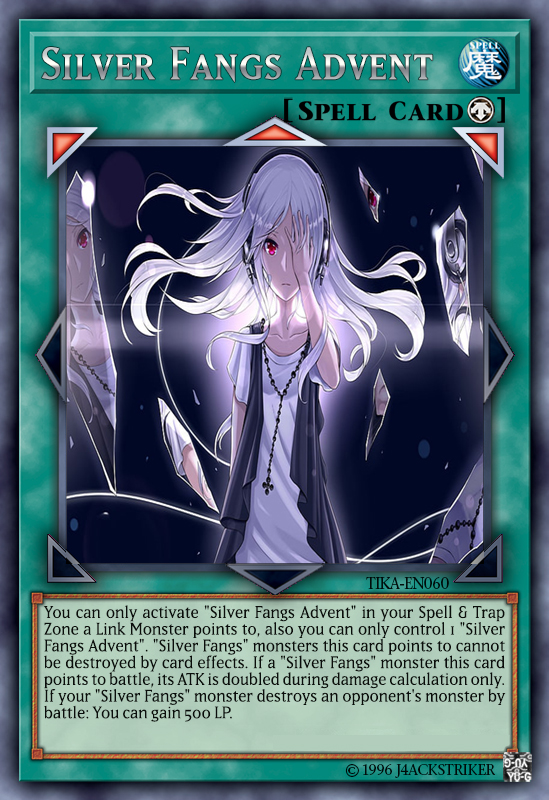 Silver Fangs Advent
SPELL
魔
[Spell Card]
TIKA-EN060
You can only activate "Silver Fangs Advent" in your Spell & Trap
Zone a Link Monster points to, also you can only control 1 "Silver
Fangs Advent". "Silver Fangs" monsters this card points to cannot
be destroyed by card effects. If a "Silver Fangs" monster this card
points to battle, its ATK is doubled during damage calculation only.
If your "Silver Fangs" monster destroys an opponent's monster by
battle: You can gain 500 LP.
© 1996 J4ACKSTRIKER